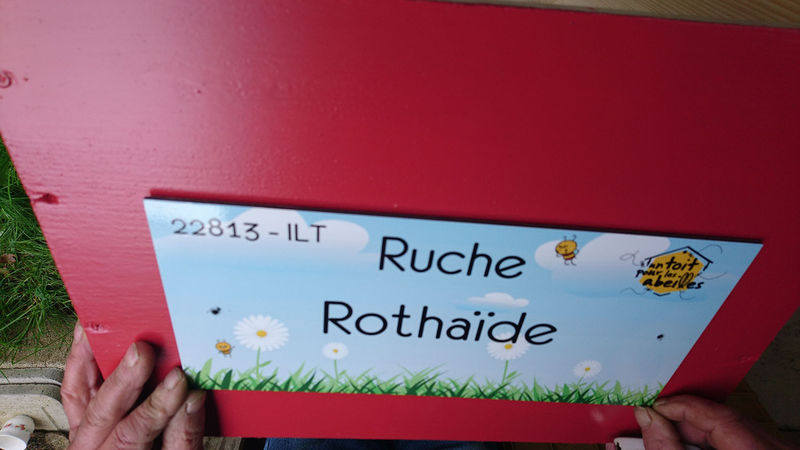 22813 - ILT
Ruche
Rothaïde
un toit
pour les
abeilles